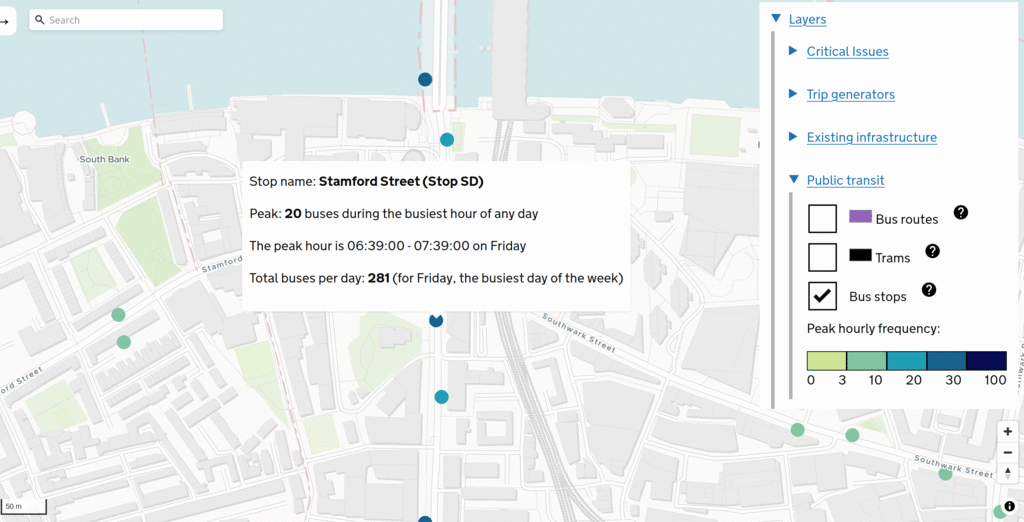 →
Search
Layers
Critical Issues
Trip generators
Existing infrastructure
Public transit
Bus routes ?
Trams ?
Bus stops ?
Peak hourly frequency:
0 3 10 20 30 100
South Bank
Stop name: Stamford Street (Stop SD)
Peak: 20 buses during the busiest hour of any day
The peak hour is 06:39:00 - 07:39:00 on Friday
Total buses per day: 281 (for Friday, the busiest day of the week)
Stamford
Southwark Street
ord Street
Southwark Street
50 m